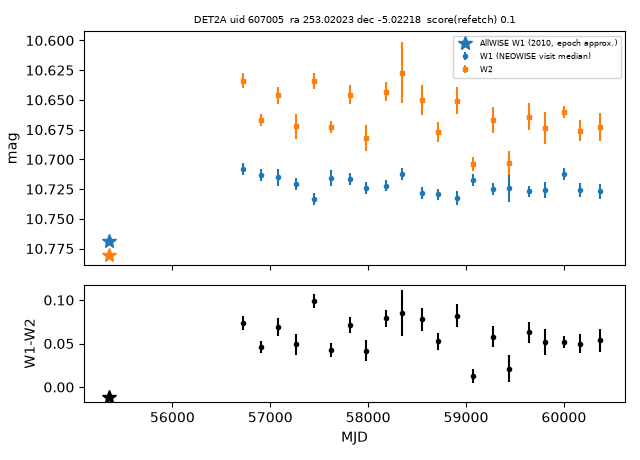 DET2A uid 607005  ra 253.02023 dec -5.02218  score(refetch) 0.1
AllWISE W1 (2010, epoch approx.)
W1 (NEOWISE visit median)
W2
mag
10.600
10.625
10.650
10.675
10.700
10.725
10.750
10.775
W1-W2
0.10
0.05
0.00
56000 57000 58000 59000 60000
MJD